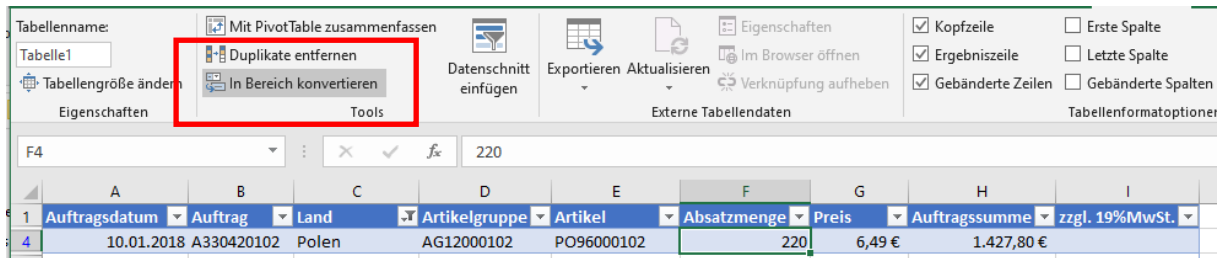 Tabellenname:
Tabelle1
Tabellengröße ändern
Eigenschaften
Mit PivotTable zusammenfassen
Duplikate entfernen
In Bereich konvertieren
Tools
Datenschnitt
einfügen
Exportieren
Aktualisieren
Eigenschaften
Im Browser öffnen
Verknüpfung aufheben
Externe Tabellendaten
Kopfzeile
Ergebniszeile
Gebänderte Zeilen
Erste Spalte
Letzte Spalte
Gebänderte Spalten
Tabellenformatoptionen
F4 fx 220
A B C D E F G H I
1 Auftragsdatum Auftrag Land Artikelgruppe Artikel Absatzmenge Preis Auftragssumme zzgl. 19%MwSt.
4 10.01.2018 A330420102 Polen AG12000102 PO96000102 220 6,49 € 1.427,80 €